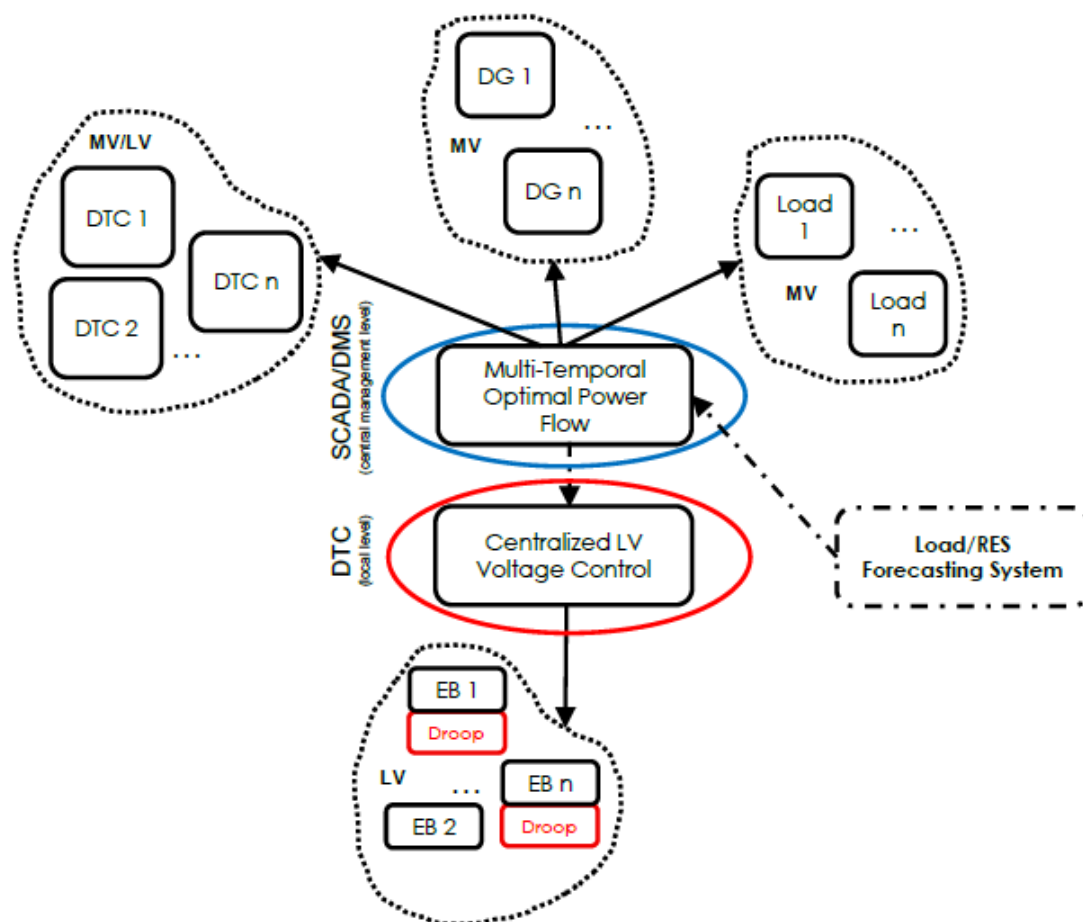 DG 1
...
MV
DG n
MV/LV
DTC 1
DTC n
DTC 2
...
Load
1
...
MV
Load
n
SCADA/DMS
(central management level)
Multi-Temporal
Optimal Power
Flow
DTC
(local level)
Centralized LV
Voltage Control
Load/RES
Forecasting System
EB 1
Droop
LV
...
EB n
Droop
EB 2